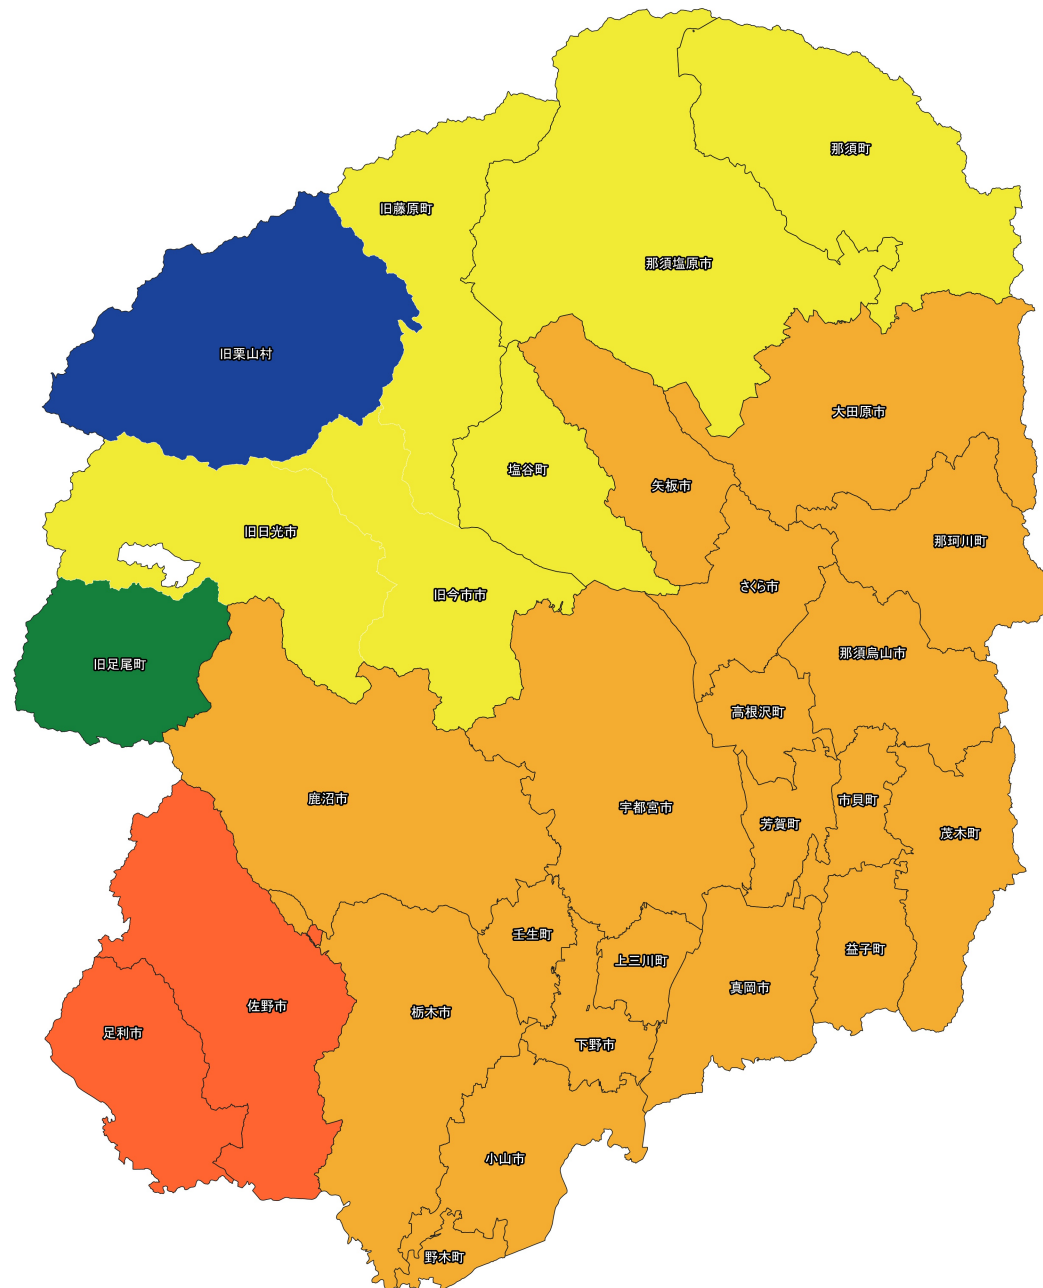 那須町
旧藤原町
那須塩原市
旧栗山村
大田原市
塩谷町
矢板市
旧日光市
那珂川町
さくら市
旧今市市
那須烏山市
旧足尾町
高根沢町
鹿沼市
市貝町
宇都宮市
芳賀町
茂木町
壬生町
益子町
上三川町
真岡市
佐野市
栃木市
足利市
下野市
小山市
野木町